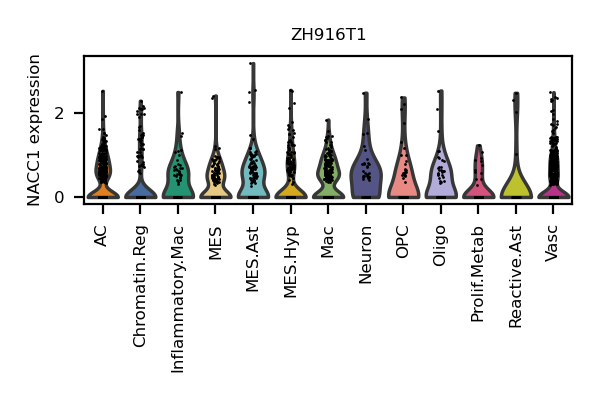 ZH916T1
NACC1 expression
2
0
AC
Chromatin.Reg
Inflammatory.Mac
MES
MES.Ast
MES.Hyp
Mac
Neuron
OPC
Oligo
Prolif.Metab
Reactive.Ast
Vasc